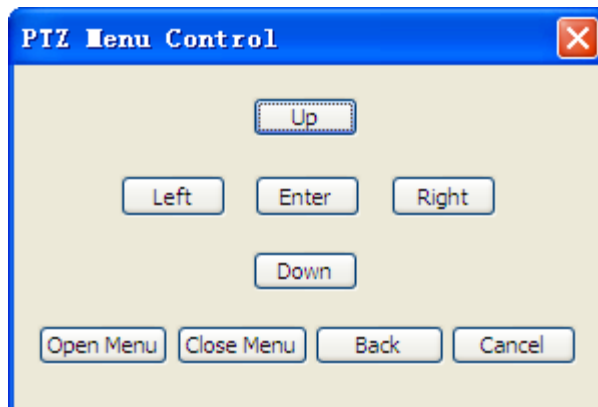 PTZ Menu Control
Up
Left Enter Right
Down
Open Menu Close Menu Back Cancel